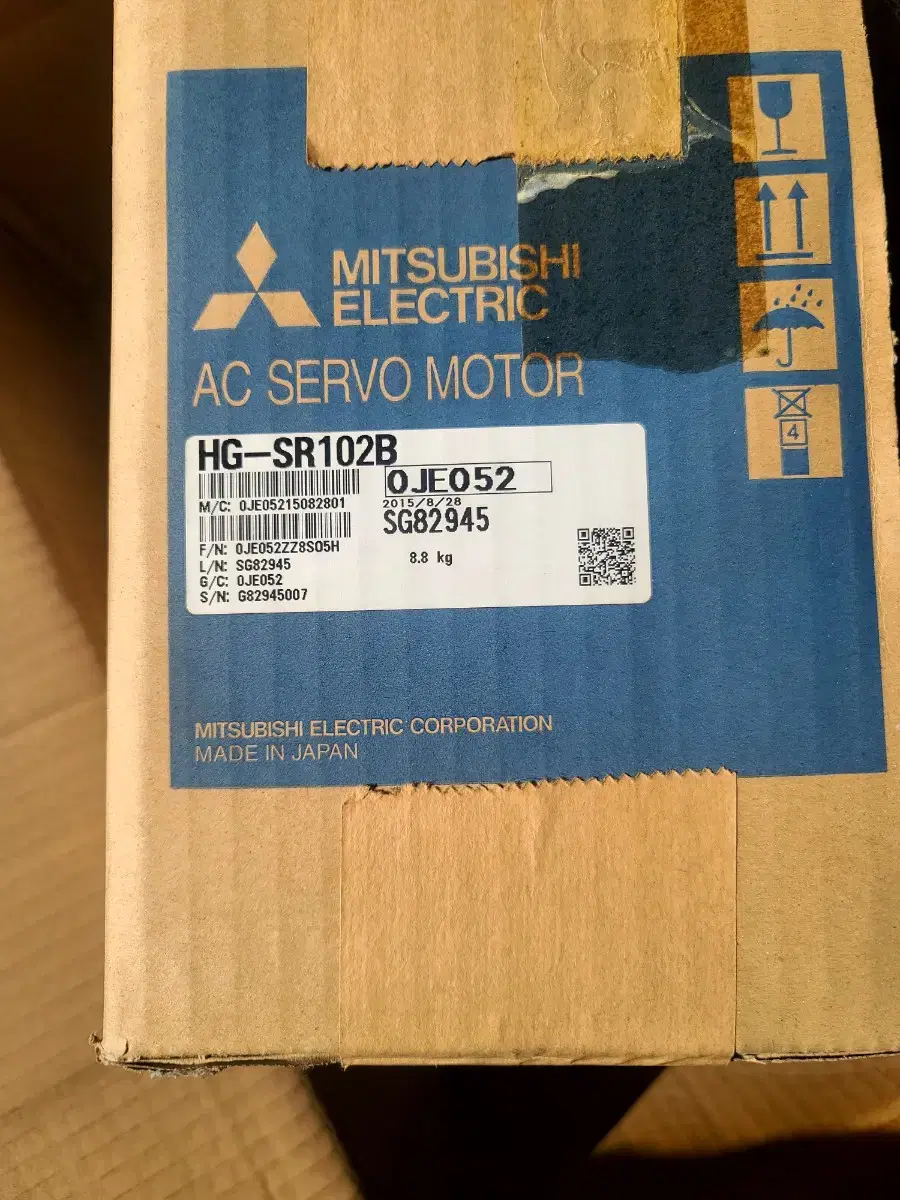 MITSUBISHI
ELECTRIC
AC SERVO MOTOR
HG-SR102B
0JE052
M/C: 0JE05215082801
2015/8/28
SG82945
F/N: 0JE052ZZ8S05H
L/N: SG82945
8.8 kg
G/C: 0JE052
S/N: G82945007
4
MITSUBISHI ELECTRIC CORPORATION
MADE IN JAPAN